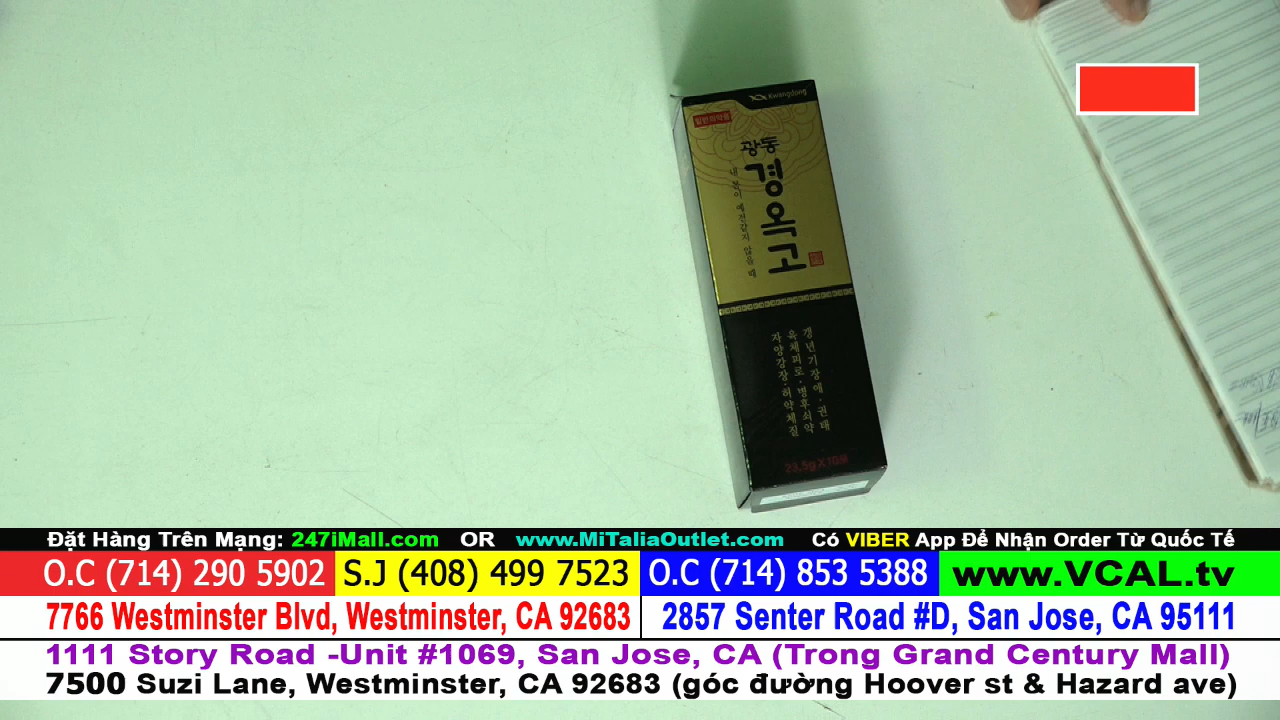 Kwangdong
일반의약품
광동
경옥고
내 몸이 예전같지 않을 때
갱년기장애·권태
육체피로·병후쇠약
자양강장·허약체질
23.5g X 10포
Đặt Hàng Trên Mạng: 247iMall.com OR www.MiTaliaOutlet.com Có VIBER App Để Nhận Order Từ Quốc Tế
O.C (714) 290 5902 S.J (408) 499 7523 O.C (714) 853 5388 www.VCAL.tv
7766 Westminster Blvd, Westminster, CA 92683 2857 Senter Road #D, San Jose, CA 95111
1111 Story Road -Unit #1069, San Jose, CA (Trong Grand Century Mall)
7500 Suzi Lane, Westminster, CA 92683 (góc đường Hoover st & Hazard ave)